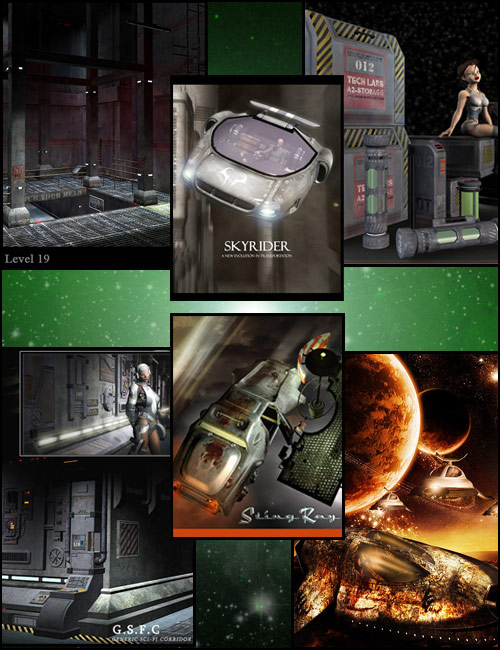 012
TECH LABS
A2-STORAGE
Level 19
SKYRIDER
A NEW EVOLUTION IN TRANSPORTATION
StingRay
G.S.F.C
GENERIC SCI-FI CORRIDOR